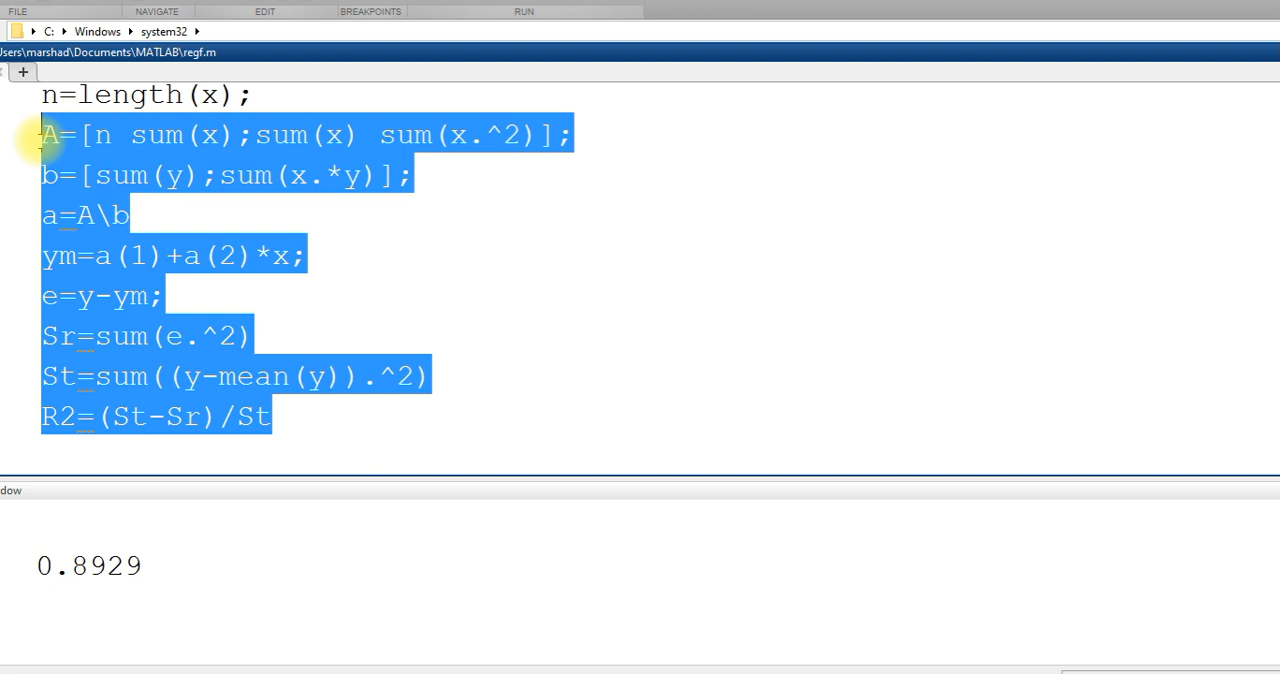 FILE NAVIGATE EDIT BREAKPOINTS RUN
C: Windows system32
sers\marshad\Documents\MATLAB\regf.m
+
n=length(x);
A=[n sum(x);sum(x) sum(x.^2)];
b=[sum(y);sum(x.*y)];
a=A\b
ym=a(1)+a(2)*x;
e=y-ym;
Sr=sum(e.^2)
St=sum((y-mean(y)).^2)
R2=(St-Sr)/St
dow
0.8929